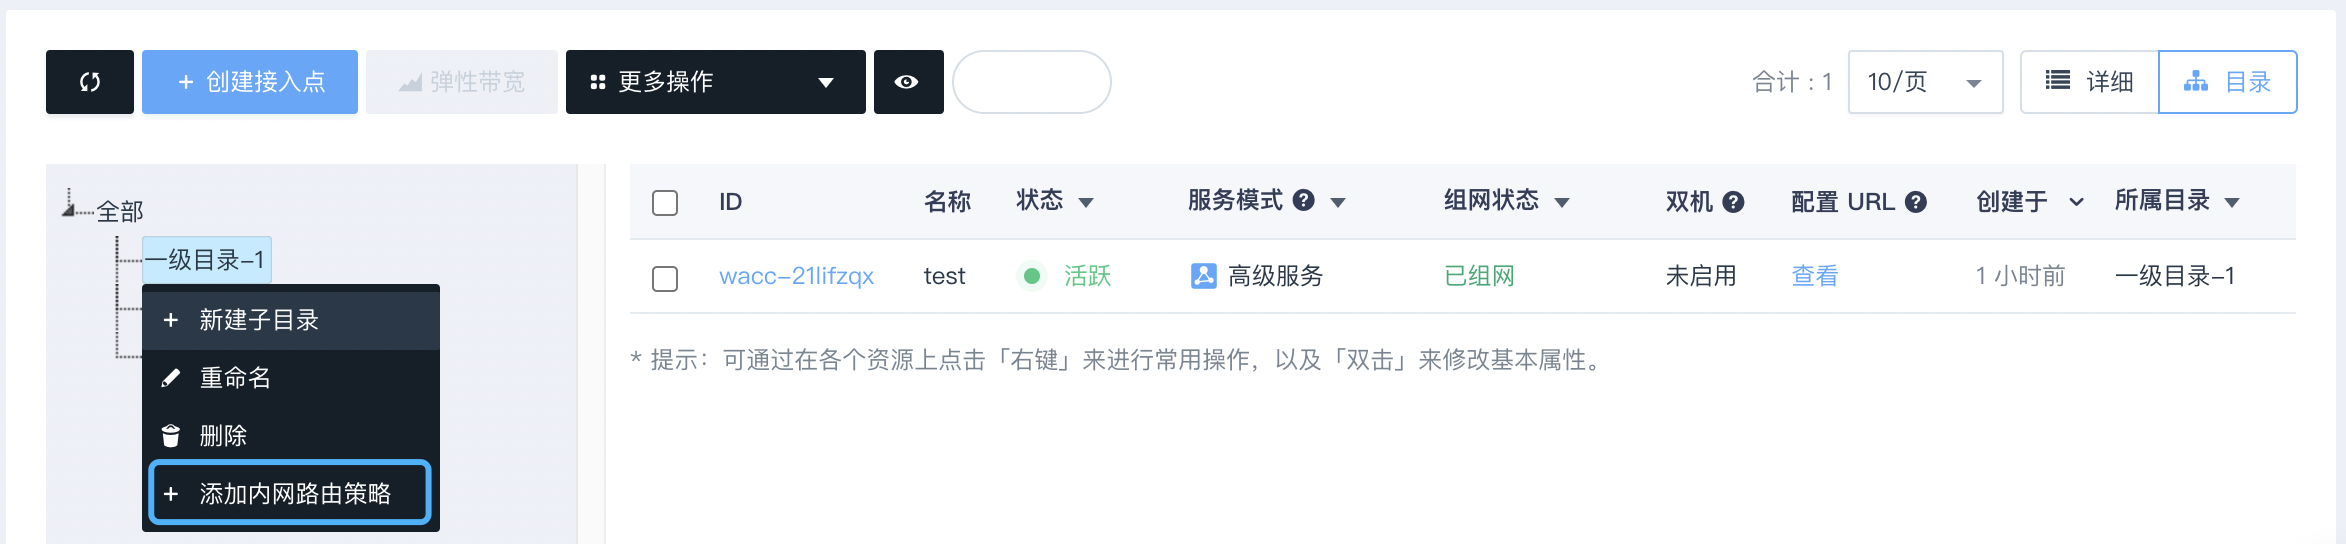 + 创建接入点 弹性带宽 更多操作 合计：1 10/页 详细 目录
全部
一级目录-1
+ 新建子目录
重命名
删除
+ 添加内网路由策略
ID 名称 状态 服务模式 ? 组网状态 双机 ? 配置 URL ? 创建于 所属目录
wacc-21lifzqx test 活跃 高级服务 已组网 未启用 查看 1 小时前 一级目录-1
* 提示：可通过在各个资源上点击「右键」来进行常用操作，以及「双击」来修改基本属性。